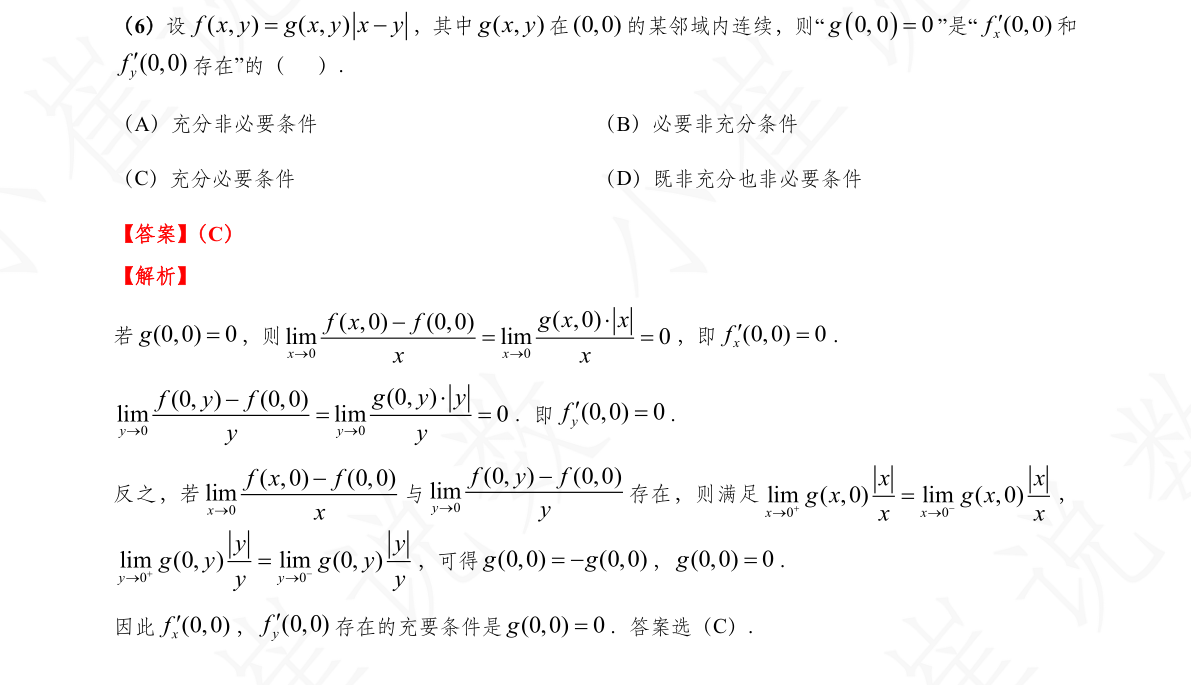 (6)设 f(x,y)=g(x,y)|x−y|,其中 g(x,y) 在 (0,0) 的某邻域内连续,则“g(0,0)=0”是“f′ₓ(0,0) 和
f′_y(0,0) 存在”的( ).
(A)充分非必要条件 (B)必要非充分条件
(C)充分必要条件 (D)既非充分也非必要条件
【答案】(C)
【解析】
若 g(0,0)=0,则 lim_{x→0} (f(x,0)−f(0,0))/x = lim_{x→0} (g(x,0)·|x|)/x = 0,即 f′ₓ(0,0)=0.
lim_{y→0} (f(0,y)−f(0,0))/y = lim_{y→0} (g(0,y)·|y|)/y = 0.即 f′_y(0,0)=0.
反之,若 lim_{x→0} (f(x,0)−f(0,0))/x 与 lim_{y→0} (f(0,y)−f(0,0))/y 存在,则满足 lim_{x→0⁺} g(x,0) |x|/x = lim_{x→0⁻} g(x,0) |x|/x,
lim_{y→0⁺} g(0,y) |y|/y = lim_{y→0⁻} g(0,y) |y|/y,可得 g(0,0)=−g(0,0),g(0,0)=0.
因此 f′ₓ(0,0),f′_y(0,0) 存在的充要条件是 g(0,0)=0.答案选(C).
小崔说数